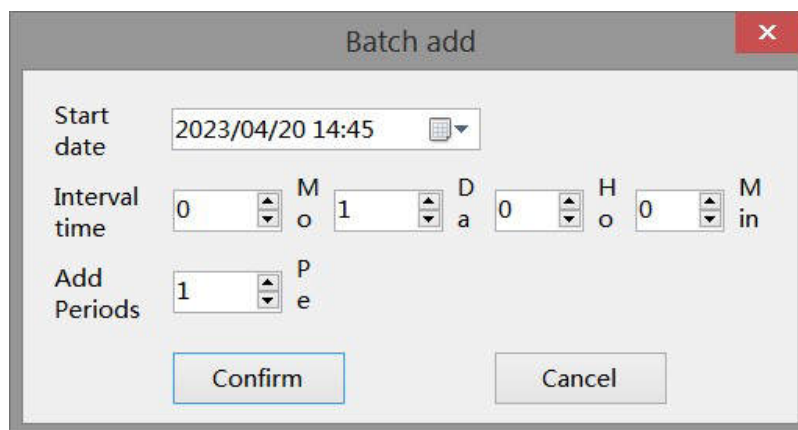 Batch add
Start
date
2023/04/20 14:45
Interval
time
0
M
o
1
D
a
0
H
o
0
M
in
Add
Periods
1
P
e
Confirm
Cancel